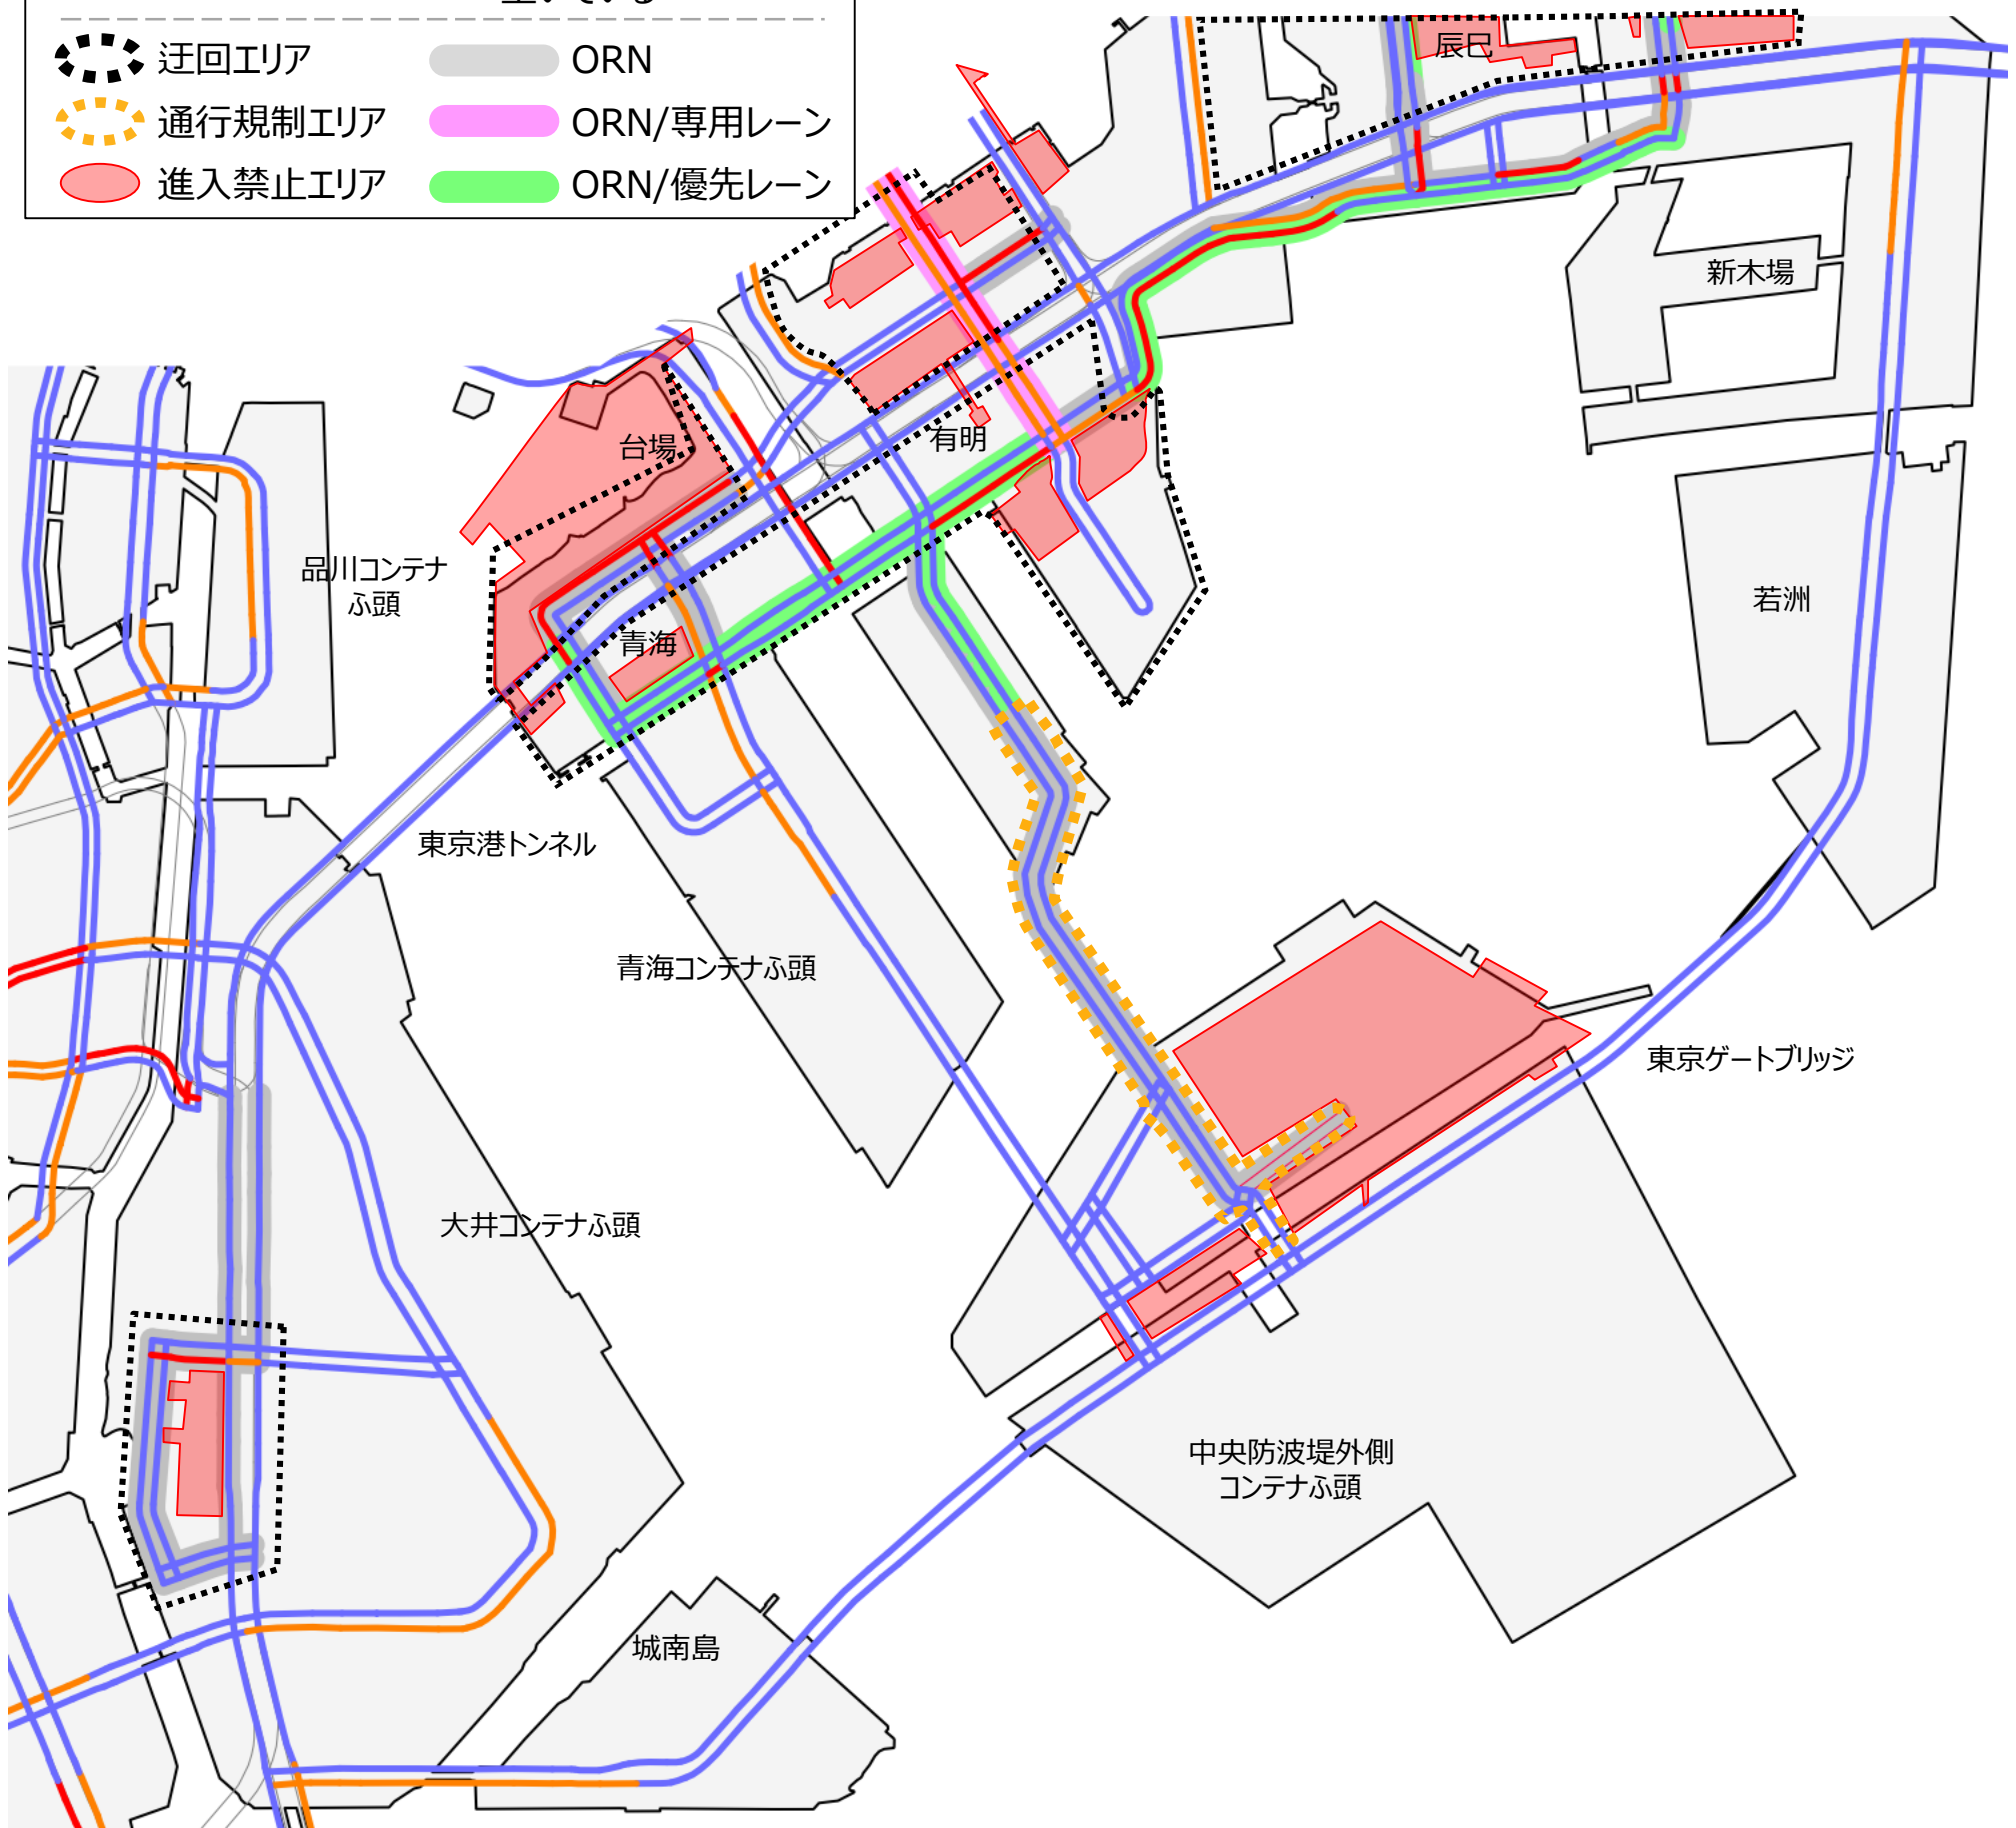 空いている
迂回エリア
ORN
通行規制エリア
ORN/専用レーン
進入禁止エリア
ORN/優先レーン
辰巳
新木場
有明
台場
品川コンテナ
ふ頭
若洲
青海
東京港トンネル
青海コンテナふ頭
東京ゲートブリッジ
大井コンテナふ頭
中央防波堤外側
コンテナふ頭
城南島